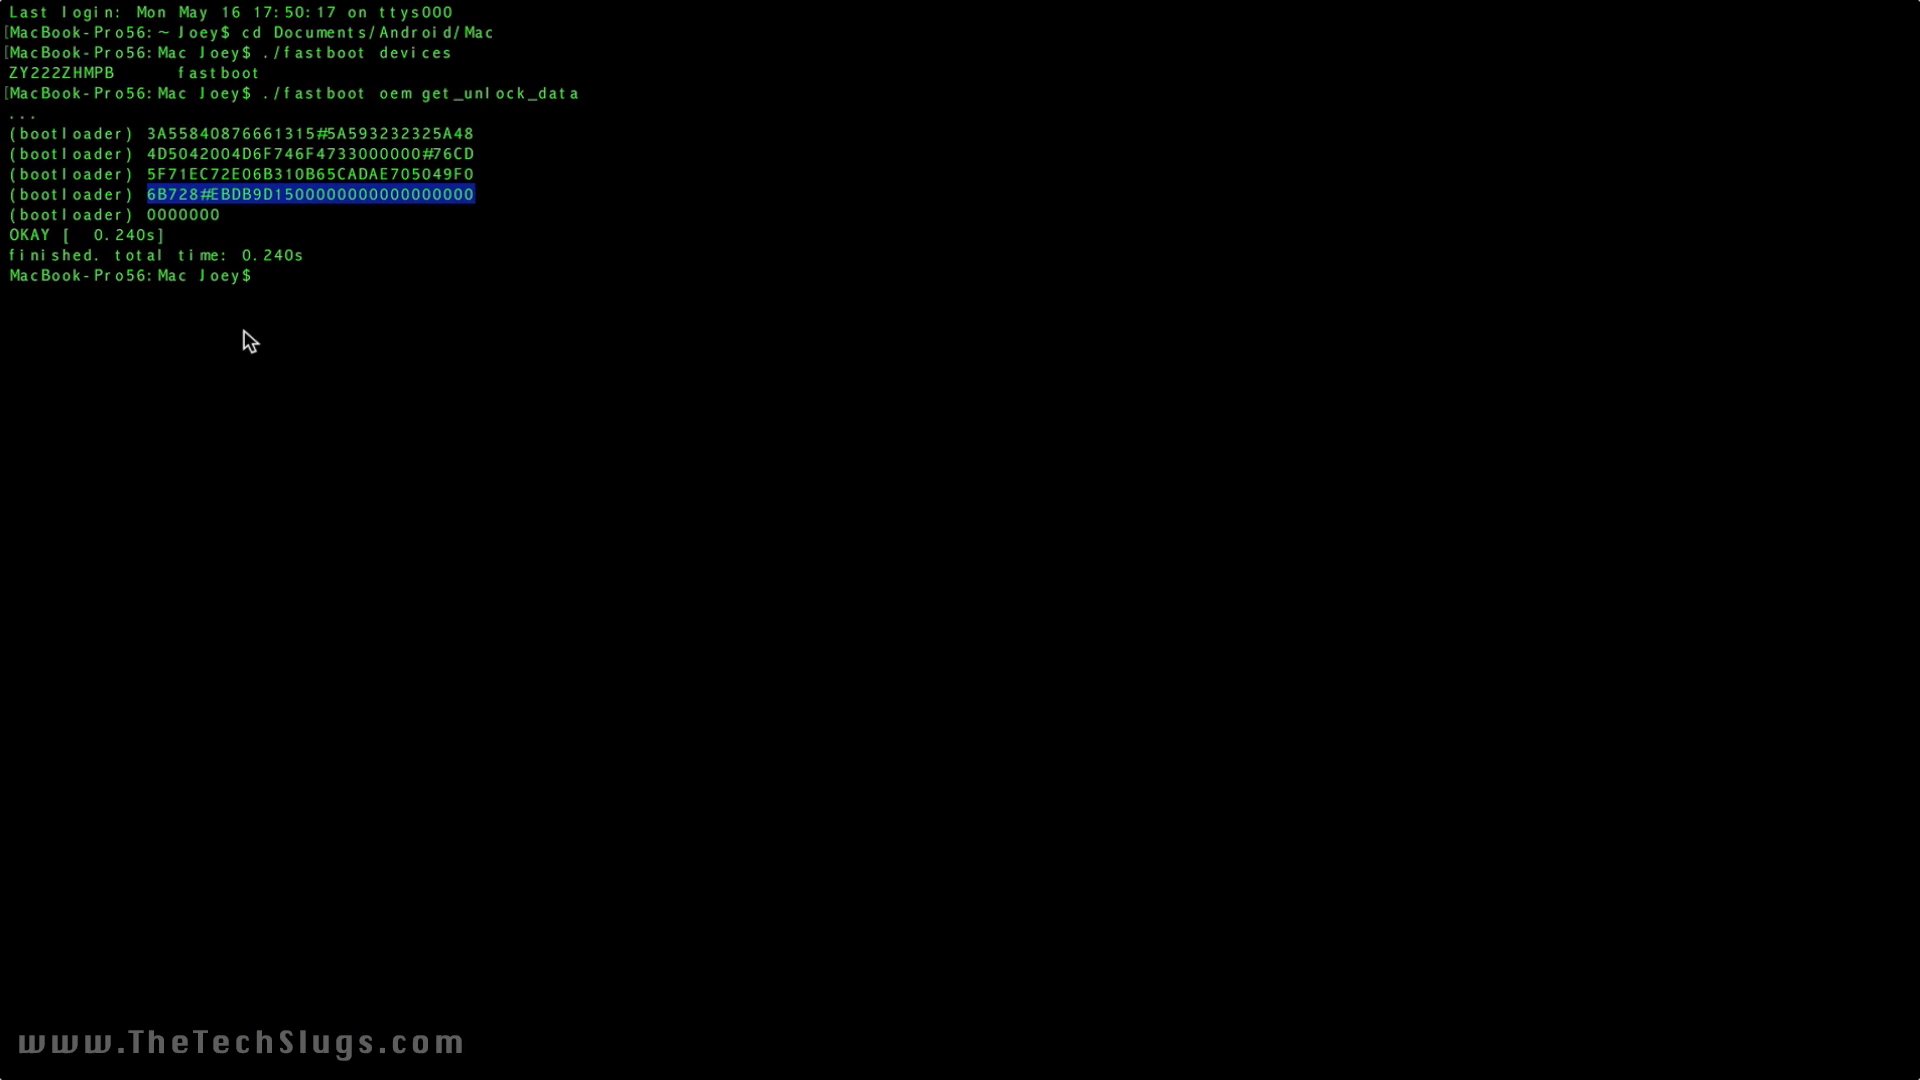 Last login: Mon May 16 17:50:17 on ttys000
[MacBook-Pro56:~ Joey$ cd Documents/Android/Mac
[MacBook-Pro56:Mac Joey$ ./fastboot devices
ZY222ZHMPB      fastboot
[MacBook-Pro56:Mac Joey$ ./fastboot oem get_unlock_data
...
(bootloader) 3A55840876661315#5A593232325A48
(bootloader) 4D5042004D6F746F4733000000#76CD
(bootloader) 5F71EC72E06B310B65CADAE705049F0
(bootloader) 6B728#EBDB9D1500000000000000000
(bootloader) 0000000
OKAY [  0.240s]
finished. total time: 0.240s
MacBook-Pro56:Mac Joey$
www.TheTechSlugs.com